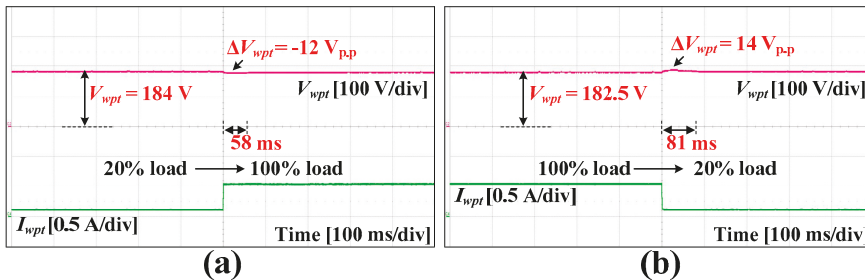 ΔV_wpt = -12 V_p.p
V_wpt = 184 V
V_wpt [100 V/div]
58 ms
20% load → 100% load
I_wpt [0.5 A/div]
Time [100 ms/div]
(a)
ΔV_wpt = 14 V_p.p
V_wpt = 182.5 V
V_wpt [100 V/div]
81 ms
100% load → 20% load
I_wpt [0.5 A/div]
Time [100 ms/div]
(b)